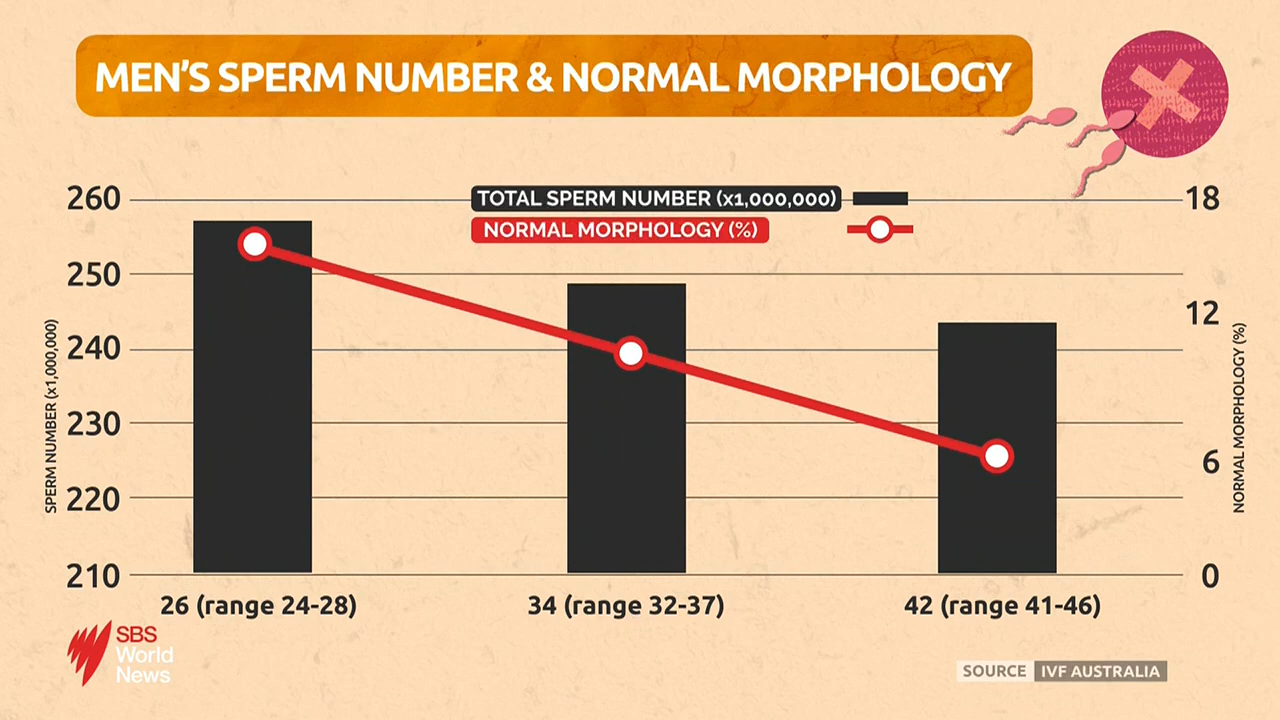 MEN'S SPERM NUMBER & NORMAL MORPHOLOGY
TOTAL SPERM NUMBER (x1,000,000)
NORMAL MORPHOLOGY (%)
260
250
240
230
220
210
SPERM NUMBER (x1,000,000)
18
12
6
0
NORMAL MORPHOLOGY (%)
26 (range 24-28)
34 (range 32-37)
42 (range 41-46)
SBS
World
News
SOURCE IVF AUSTRALIA